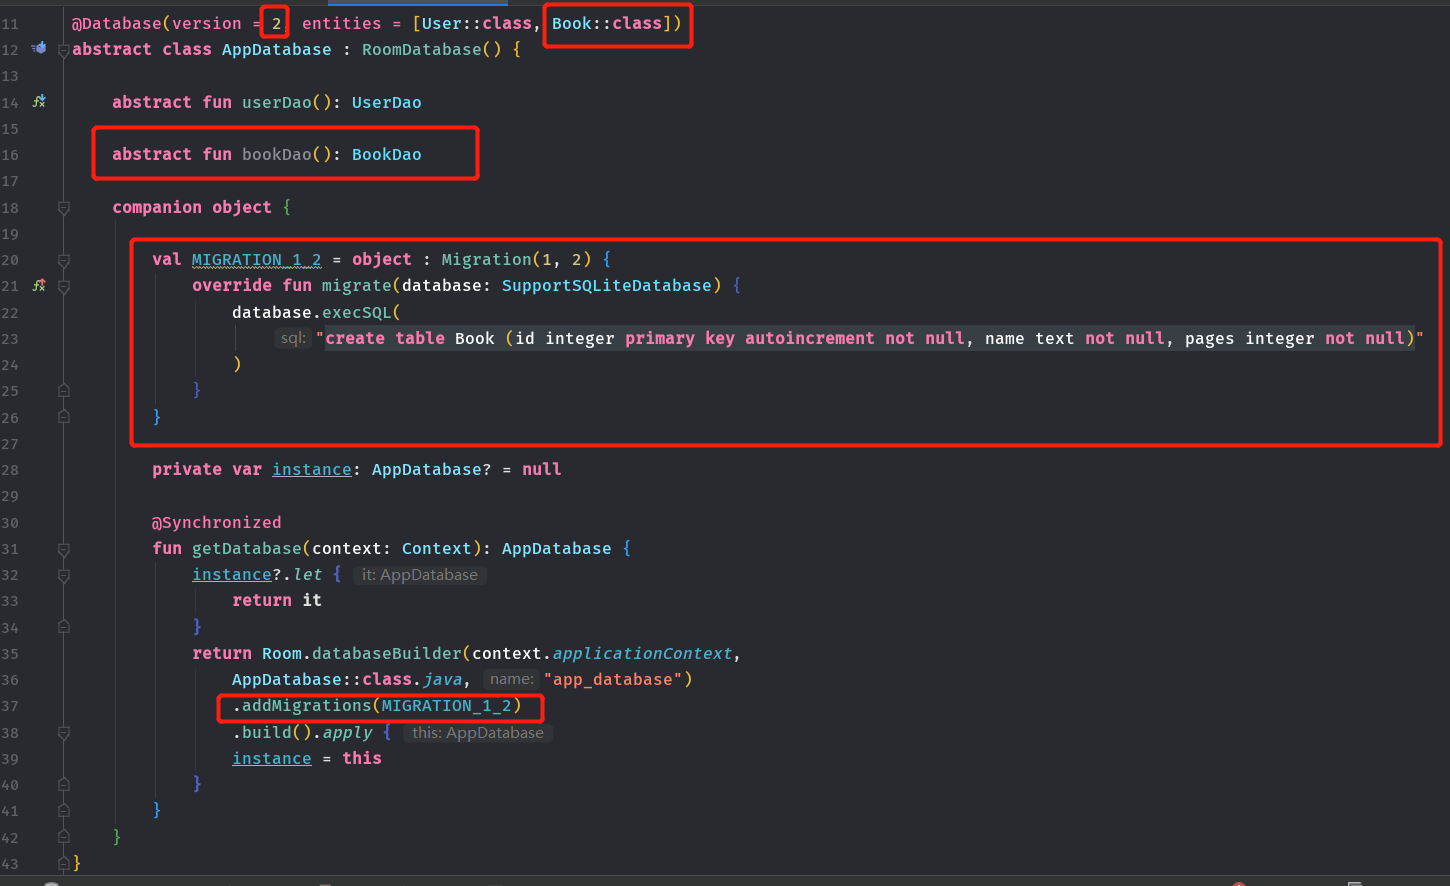 11 @Database(version = 2, entities = [User::class, Book::class])
12 abstract class AppDatabase : RoomDatabase() {
13
14 abstract fun userDao(): UserDao
15
16 abstract fun bookDao(): BookDao
17
18 companion object {
19
20 val MIGRATION_1_2 = object : Migration(1, 2) {
21 override fun migrate(database: SupportSQLiteDatabase) {
22 database.execSQL(
23 sql: "create table Book (id integer primary key autoincrement not null, name text not null, pages integer not null)"
24 )
25 }
26 }
27
28 private var instance: AppDatabase? = null
29
30 @Synchronized
31 fun getDatabase(context: Context): AppDatabase {
32 instance?.let { it: AppDatabase
33 return it
34 }
35 return Room.databaseBuilder(context.applicationContext,
36 AppDatabase::class.java, name: "app_database")
37 .addMigrations(MIGRATION_1_2)
38 .build().apply { this: AppDatabase
39 instance = this
40 }
41 }
42 }
43 }